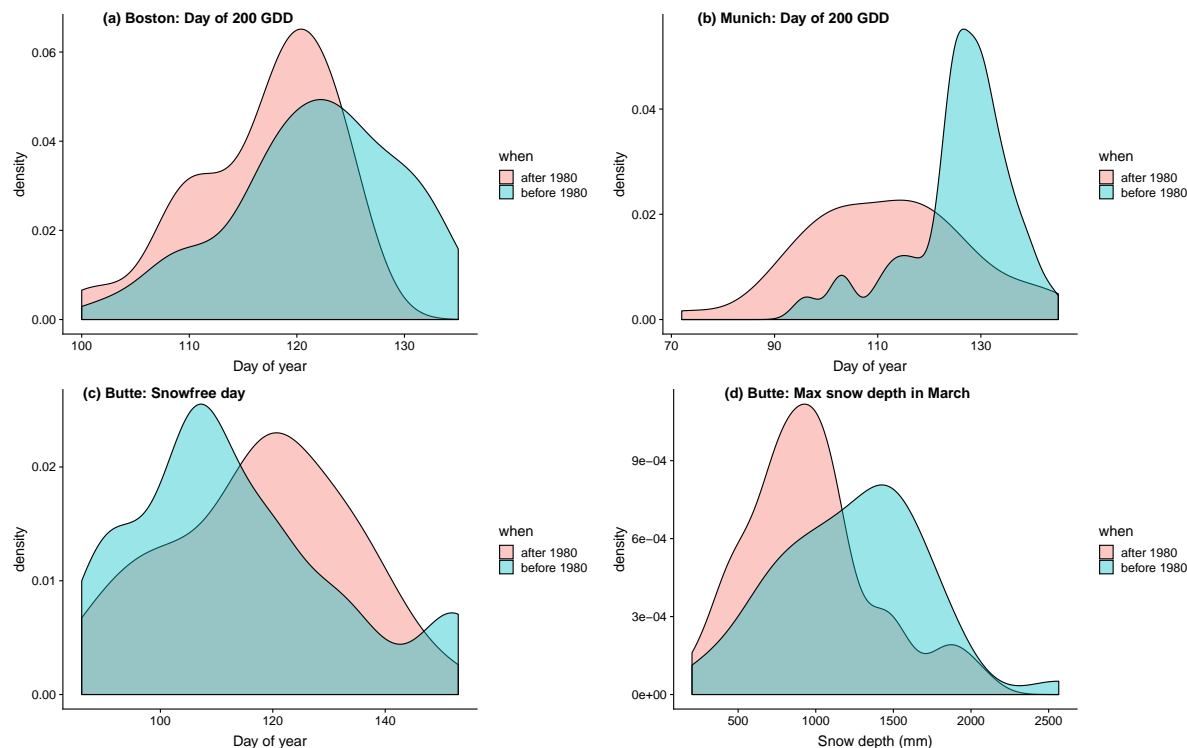 (a) Boston: Day of 200 GDD
density
0.06
0.04
0.02
0.00
100
110
120
130
Day of year
when
after 1980
before 1980
(b) Munich: Day of 200 GDD
density
0.04
0.02
0.00
70
90
110
130
Day of year
when
after 1980
before 1980
(c) Butte: Snowfree day
density
0.02
0.01
0.00
100
120
140
Day of year
when
after 1980
before 1980
(d) Butte: Max snow depth in March
density
9e−04
6e−04
3e−04
0e+00
500
1000
1500
2000
2500
Snow depth (mm)
when
after 1980
before 1980